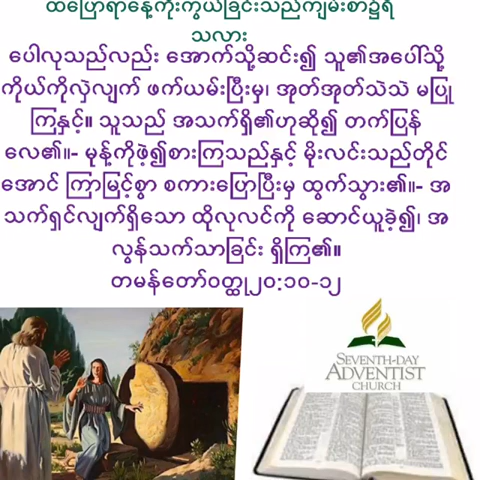 ထပြောရာနေ့ကိုးကွယ်ခြင်းသည်ကျမ်းစာ၌ရှိ
သလား
ပေါလုသည်လည်း အောက်သို့ဆင်း၍ သူ၏အပေါ်သို့
ကိုယ်ကိုလှဲလျက် ဖက်ယမ်းပြီးမှ၊ အုတ်အုတ်သဲသဲ မပြု
ကြနှင့်။ သူသည် အသက်ရှိ၏ဟုဆို၍ တက်ပြန်
လေ၏။- မုန့်ကိုဖဲ့၍စားကြသည်နှင့် မိုးလင်းသည်တိုင်
အောင် ကြာမြင့်စွာ စကားပြောပြီးမှ ထွက်သွား၏။- အ
သက်ရှင်လျက်ရှိသော ထိုလုလင်ကို ဆောင်ယူခဲ့၍၊ အ
လွန်သက်သာခြင်း ရှိကြ၏။
တမန်တော်ဝတ္ထု၂၀:၁၀-၁၂
SEVENTH-DAY
ADVENTIST
CHURCH